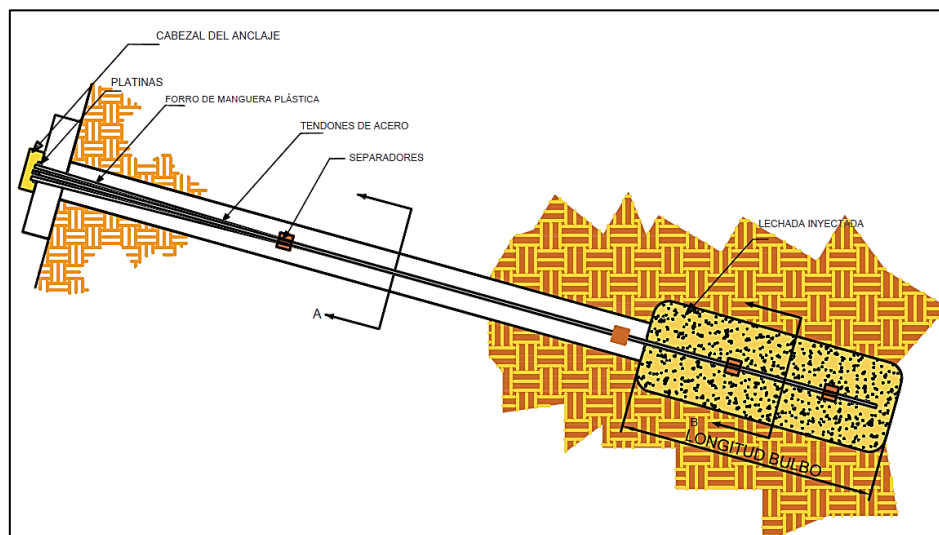 CABEZAL DEL ANCLAJE
PLATINAS
FORRO DE MANGUERA PLÁSTICA
TENDONES DE ACERO
SEPARADORES
LECHADA INYECTADA
A
B
LONGITUD BULBO